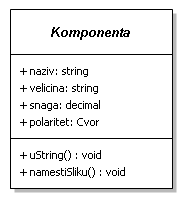 Komponenta
+ naziv: string
+ velicina: string
+ snaga: decimal
+ polaritet: Cvor
+ uString() : void
+ namestiSliku() : void